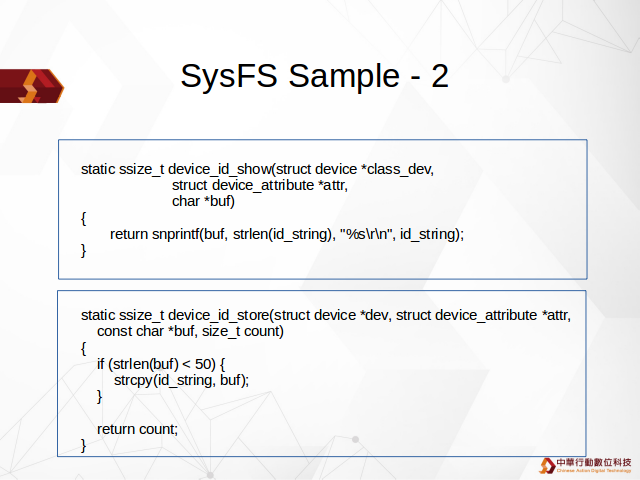 SysFS Sample - 2
static ssize_t device_id_show(struct device *class_dev,
struct device_attribute *attr,
char *buf)
{
return snprintf(buf, strlen(id_string), "%s\r\n", id_string);
}
static ssize_t device_id_store(struct device *dev, struct device_attribute *attr,
const char *buf, size_t count)
{
if (strlen(buf) < 50) {
strcpy(id_string, buf);
}
return count;
}
中華行動數位科技
Chinese Action Digital Technology